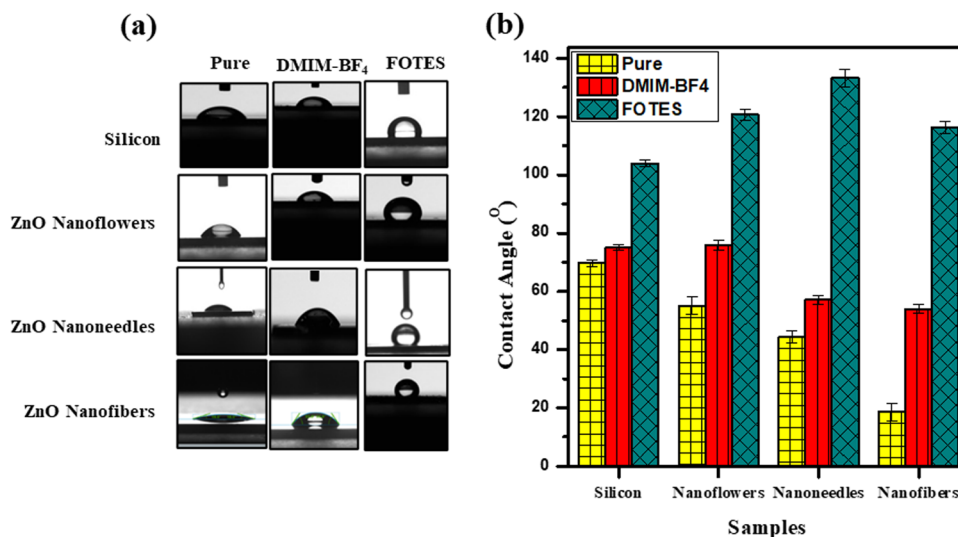 (a)
Pure DMIM-BF₄ FOTES
Silicon
ZnO Nanoflowers
ZnO Nanoneedles
ZnO Nanofibers
(b)
Contact Angle (O)
140
120
100
80
60
40
20
0
Pure
DMIM-BF4
FOTES
Silicon Nanoflowers Nanoneedles Nanofibers
Samples